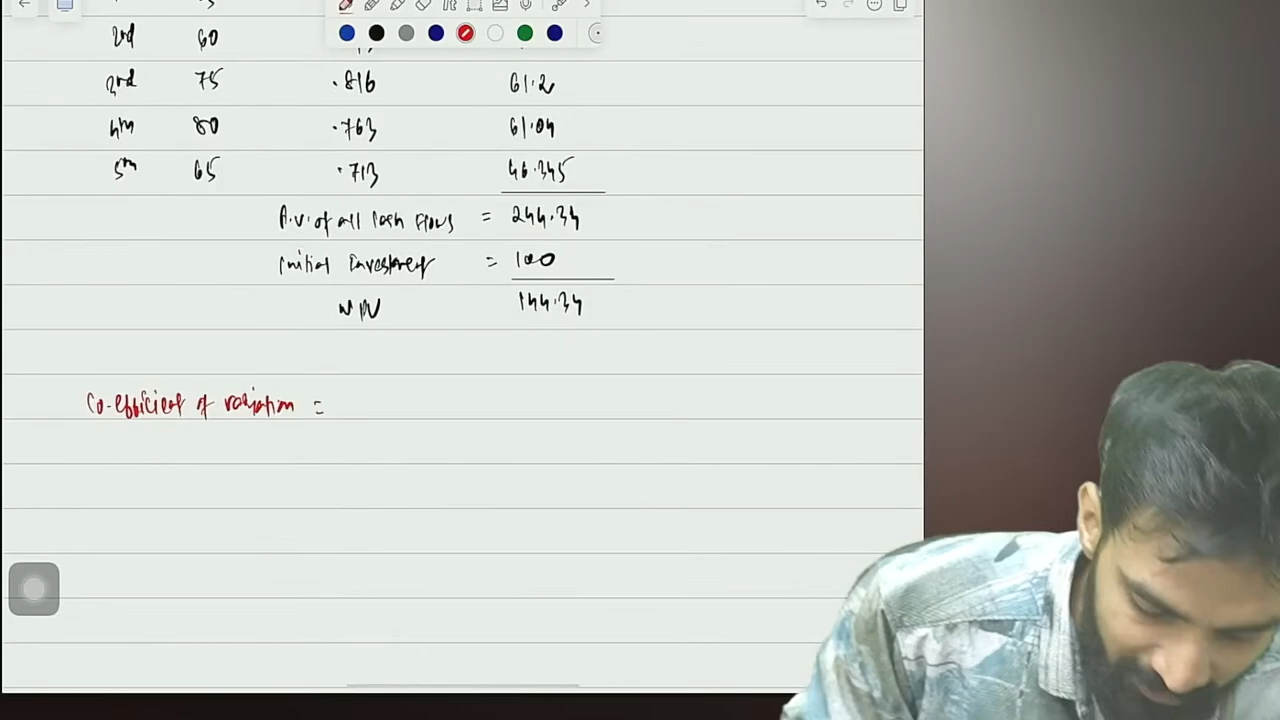 2nd 60
3rd 75 .816 61.2
4th 80 .763 61.04
5th 65 .713 46.345
P.V. of all Cash Flows = 244.34
Initial Investment = 100
NPV 144.34
Co-efficient of variation =